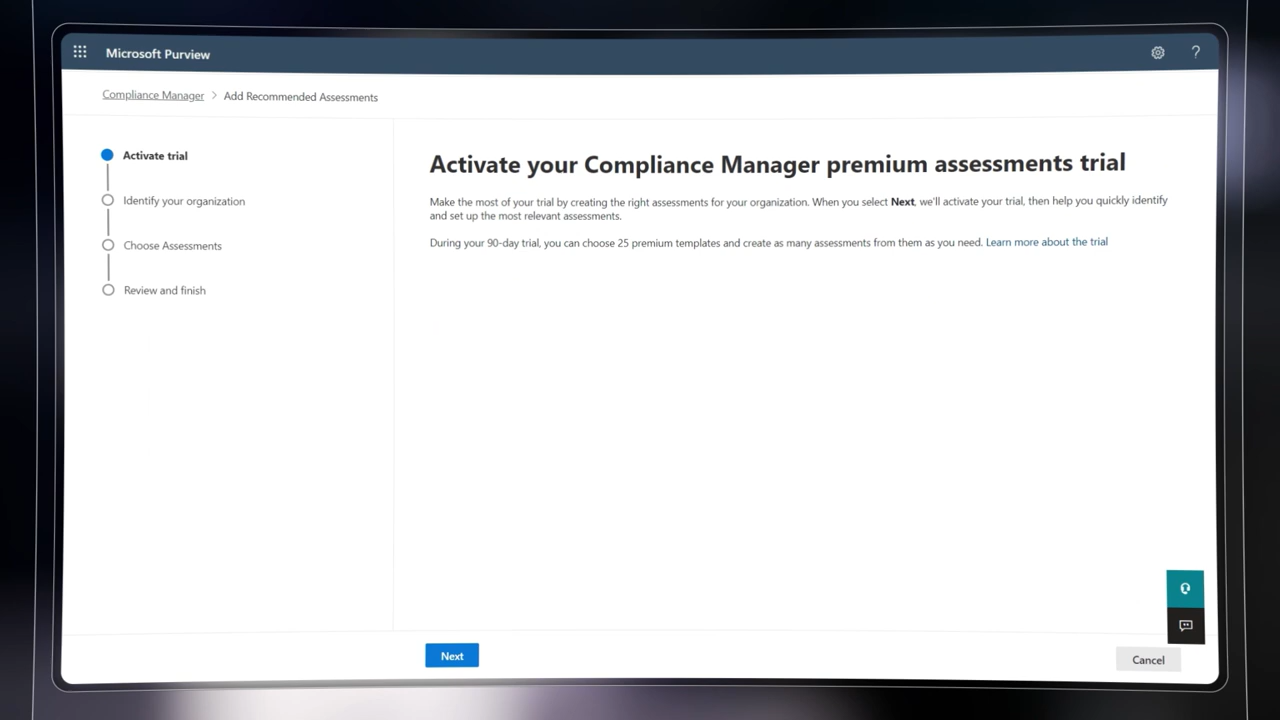 Microsoft Purview
?
Compliance Manager > Add Recommended Assessments
Activate trial
Identify your organization
Choose Assessments
Review and finish
Activate your Compliance Manager premium assessments trial
Make the most of your trial by creating the right assessments for your organization. When you select Next, we'll activate your trial, then help you quickly identify
and set up the most relevant assessments.
During your 90-day trial, you can choose 25 premium templates and create as many assessments from them as you need. Learn more about the trial
Next
Cancel